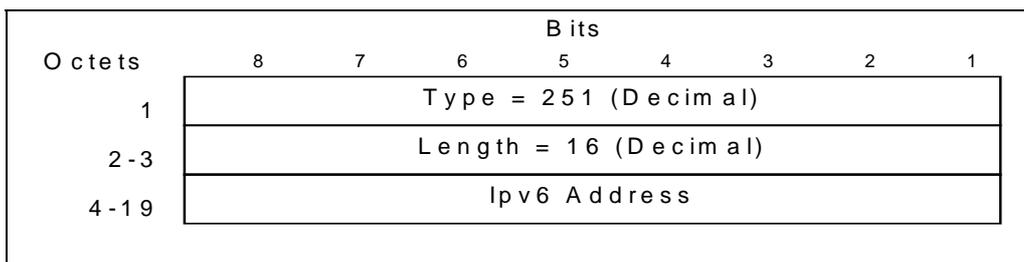 Bits
Octets 8 7 6 5 4 3 2 1
1 Type = 251 (Decimal)
2-3 Length = 16 (Decimal)
4-19 Ipv6 Address